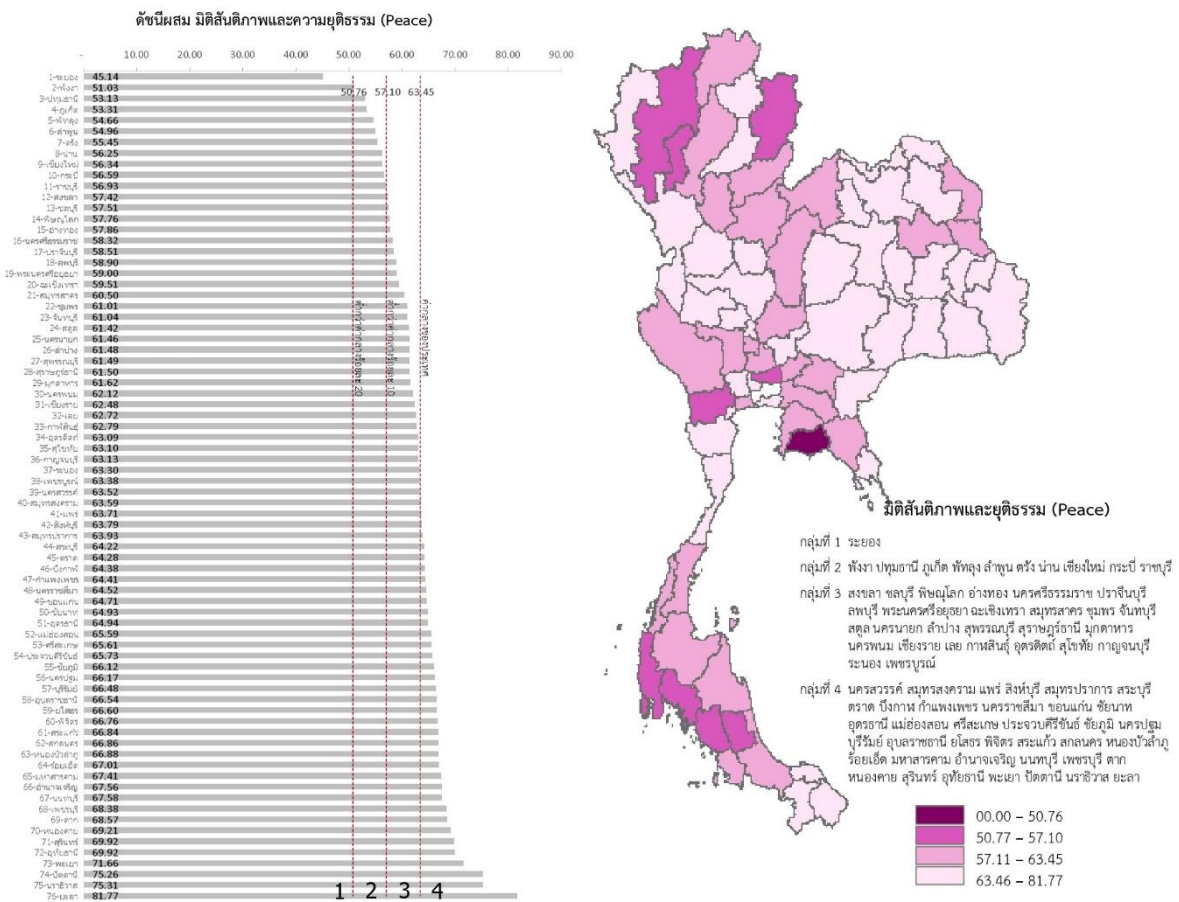 ดัชนีผสม มิติสันติภาพและความยุติธรรม (Peace)
- 10.00 20.00 30.00 40.00 50.00 60.00 70.00 80.00 90.00
50.76 57.10 63.45
1-ระยอง 45.14
2-พังงา 51.03
3-ปทุมธานี 53.13
4-ภูเก็ต 53.31
5-พัทลุง 54.66
6-ลำพูน 54.96
7-ตรัง 55.45
8-น่าน 56.25
9-เชียงใหม่ 56.34
10-กระบี่ 56.59
11-ราชบุรี 56.93
12-สงขลา 57.42
13-ชลบุรี 57.51
14-พิษณุโลก 57.76
15-อ่างทอง 57.86
16-นครศรีธรรมราช 58.32
17-ปราจีนบุรี 58.51
18-ลพบุรี 58.90
19-พระนครศรีอยุธยา 59.00
20-ฉะเชิงเทรา 59.51
21-สมุทรสาคร 60.50
22-ชุมพร 61.01
23-จันทบุรี 61.04
24-สตูล 61.42
25-นครนายก 61.46
26-ลำปาง 61.48
27-สุพรรณบุรี 61.49
28-สุราษฎร์ธานี 61.50
29-มุกดาหาร 61.62
30-นครพนม 62.12
31-เชียงราย 62.48
32-เลย 62.72
33-กาฬสินธุ์ 62.79
34-อุตรดิตถ์ 63.09
35-สุโขทัย 63.10
36-กาญจนบุรี 63.13
37-ระนอง 63.30
38-เพชรบูรณ์ 63.38
39-นครสวรรค์ 63.52
40-สมุทรสงคราม 63.59
41-แพร่ 63.71
42-สิงห์บุรี 63.79
43-สมุทรปราการ 63.93
44-สระบุรี 64.22
45-ตราด 64.28
46-บึงกาฬ 64.38
47-กำแพงเพชร 64.41
48-นครราชสีมา 64.52
49-ขอนแก่น 64.71
50-ชัยนาท 64.93
51-อุดรธานี 64.94
52-แม่ฮ่องสอน 65.59
53-ศรีสะเกษ 65.61
54-ประจวบคีรีขันธ์ 65.73
55-ชัยภูมิ 66.12
56-นครปฐม 66.17
57-บุรีรัมย์ 66.48
58-อุบลราชธานี 66.54
59-ยโสธร 66.60
60-พิจิตร 66.76
61-สระแก้ว 66.84
62-สกลนคร 66.86
63-หนองบัวลำภู 66.88
64-ร้อยเอ็ด 67.01
65-มหาสารคาม 67.41
66-อำนาจเจริญ 67.56
67-นนทบุรี 67.58
68-เพชรบุรี 68.38
69-ตาก 68.57
70-หนองคาย 69.21
71-สุรินทร์ 69.92
72-อุทัยธานี 69.92
73-พะเยา 71.66
74-ปัตตานี 75.26
75-นราธิวาส 75.31
76-ยะลา 81.77
ต่ำกว่าค่ากลางร้อยละ 20
ต่ำกว่าค่ากลางร้อยละ 10
ค่ากลางของประเทศ
1 2 3 4
มิติสันติภาพและยุติธรรม (Peace)
กลุ่มที่ 1 ระยอง
กลุ่มที่ 2 พังงา ปทุมธานี ภูเก็ต พัทลุง ลำพูน ตรัง น่าน เชียงใหม่ กระบี่ ราชบุรี
กลุ่มที่ 3 สงขลา ชลบุรี พิษณุโลก อ่างทอง นครศรีธรรมราช ปราจีนบุรี
ลพบุรี พระนครศรีอยุธยา ฉะเชิงเทรา สมุทรสาคร ชุมพร จันทบุรี
สตูล นครนายก ลำปาง สุพรรณบุรี สุราษฎร์ธานี มุกดาหาร
นครพนม เชียงราย เลย กาฬสินธุ์ อุตรดิตถ์ สุโขทัย กาญจนบุรี
ระนอง เพชรบูรณ์
กลุ่มที่ 4 นครสวรรค์ สมุทรสงคราม แพร่ สิงห์บุรี สมุทรปราการ สระบุรี
ตราด บึงกาฬ กำแพงเพชร นครราชสีมา ขอนแก่น ชัยนาท
อุดรธานี แม่ฮ่องสอน ศรีสะเกษ ประจวบคีรีขันธ์ ชัยภูมิ นครปฐม
บุรีรัมย์ อุบลราชธานี ยโสธร พิจิตร สระแก้ว สกลนคร หนองบัวลำภู
ร้อยเอ็ด มหาสารคาม อำนาจเจริญ นนทบุรี เพชรบุรี ตาก
หนองคาย สุรินทร์ อุทัยธานี พะเยา ปัตตานี นราธิวาส ยะลา
00.00 – 50.76
50.77 – 57.10
57.11 – 63.45
63.46 – 81.77